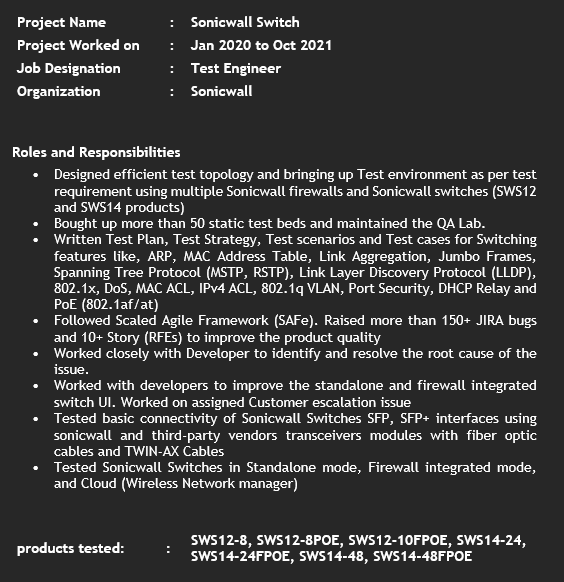 Project Name : Sonicwall Switch
Project Worked on : Jan 2020 to Oct 2021
Job Designation : Test Engineer
Organization : Sonicwall
Roles and Responsibilities
• Designed efficient test topology and bringing up Test environment as per test
requirement using multiple Sonicwall firewalls and Sonicwall switches (SWS12
and SWS14 products)
• Bought up more than 50 static test beds and maintained the QA Lab.
• Written Test Plan, Test Strategy, Test scenarios and Test cases for Switching
features like, ARP, MAC Address Table, Link Aggregation, Jumbo Frames,
Spanning Tree Protocol (MSTP, RSTP), Link Layer Discovery Protocol (LLDP),
802.1x, DoS, MAC ACL, IPv4 ACL, 802.1q VLAN, Port Security, DHCP Relay and
PoE (802.1af/at)
• Followed Scaled Agile Framework (SAFe). Raised more than 150+ JIRA bugs
and 10+ Story (RFEs) to improve the product quality
• Worked closely with Developer to identify and resolve the root cause of the
issue.
• Worked with developers to improve the standalone and firewall integrated
switch UI. Worked on assigned Customer escalation issue
• Tested basic connectivity of Sonicwall Switches SFP, SFP+ interfaces using
sonicwall and third-party vendors transceivers modules with fiber optic
cables and TWIN-AX Cables
• Tested Sonicwall Switches in Standalone mode, Firewall integrated mode,
and Cloud (Wireless Network manager)
products tested: : SWS12-8, SWS12-8POE, SWS12-10FPOE, SWS14-24,
SWS14-24FPOE, SWS14-48, SWS14-48FPOE